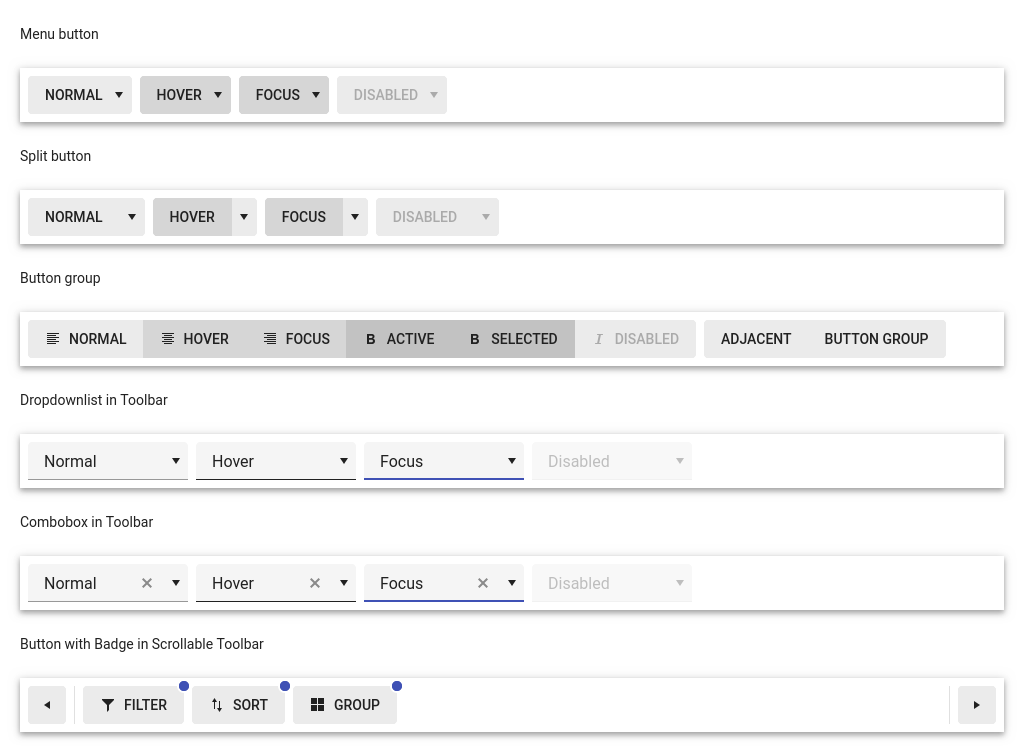 Menu button
NORMAL HOVER FOCUS DISABLED
Split button
NORMAL HOVER FOCUS DISABLED
Button group
NORMAL HOVER FOCUS B ACTIVE B SELECTED I DISABLED ADJACENT BUTTON GROUP
Dropdownlist in Toolbar
Normal Hover Focus Disabled
Combobox in Toolbar
Normal Hover Focus Disabled
Button with Badge in Scrollable Toolbar
FILTER SORT GROUP